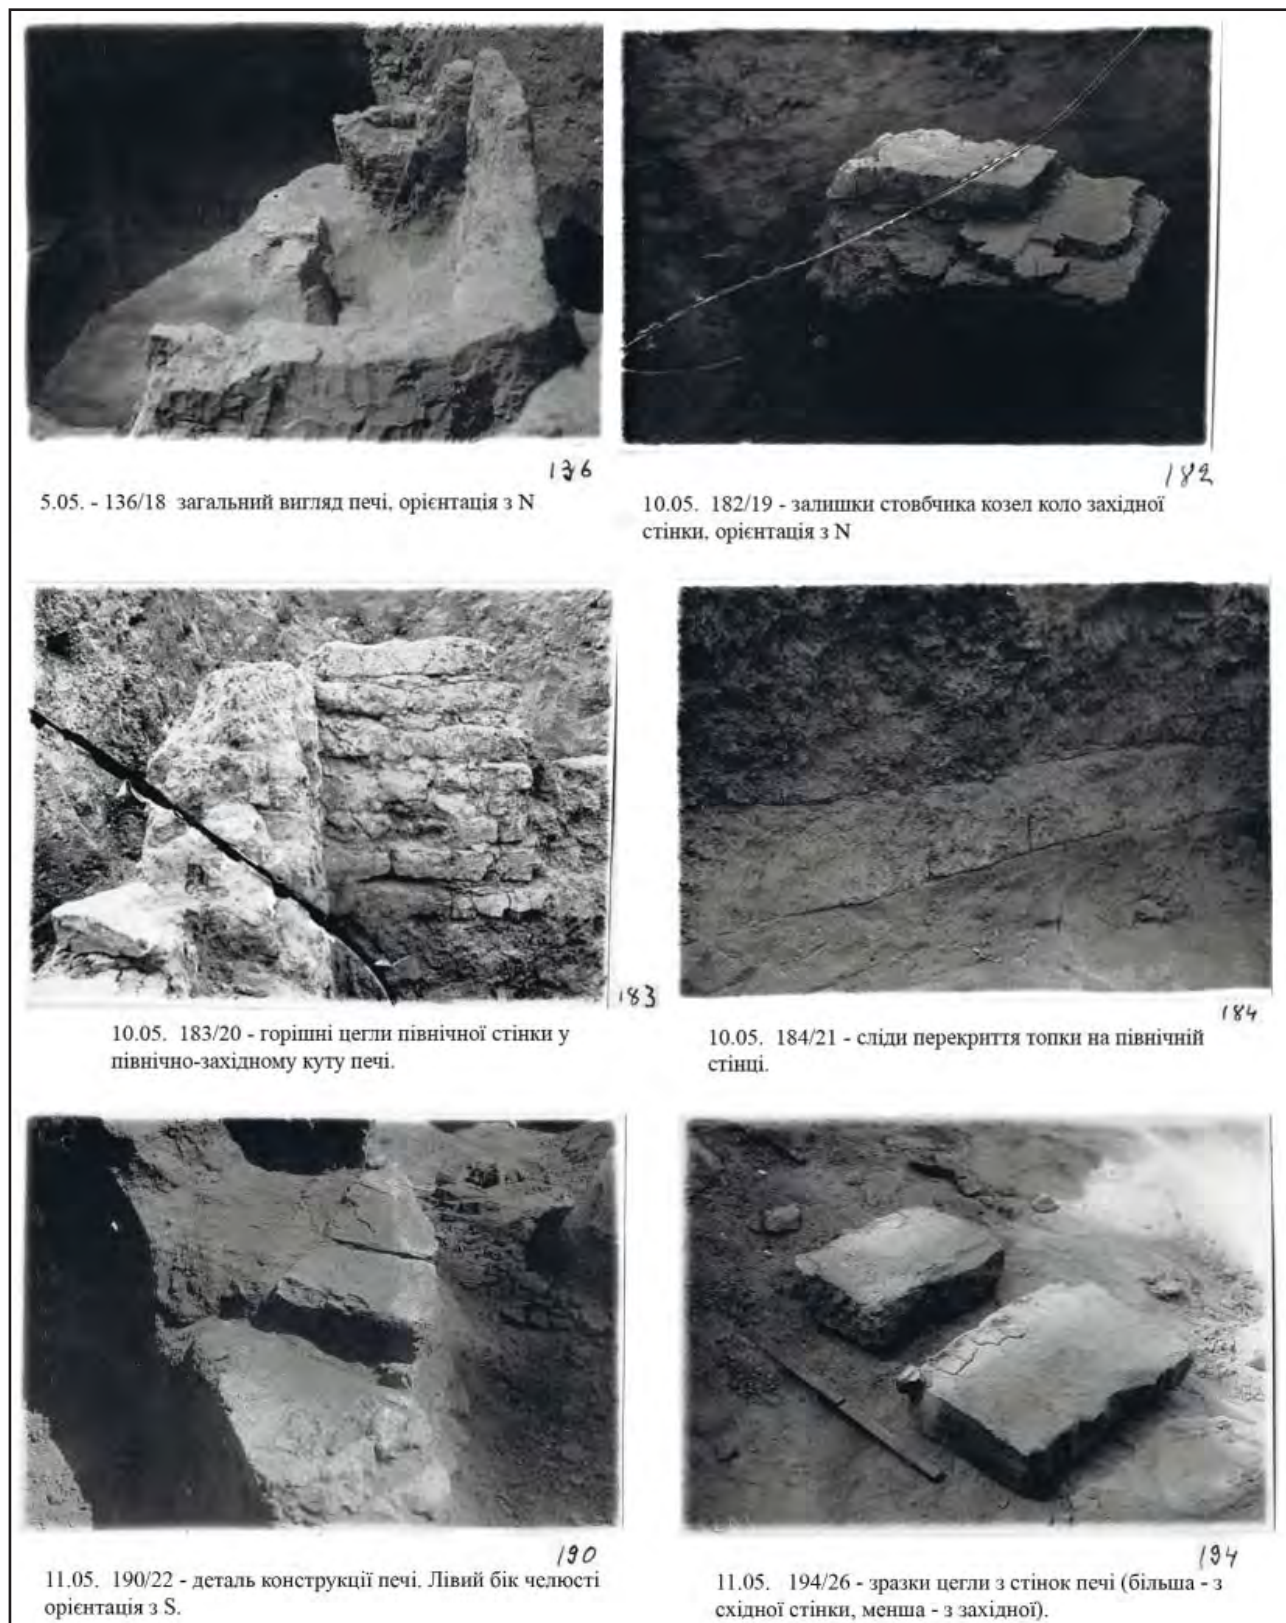 136
182
5.05. - 136/18 загальний вигляд печі, орієнтація з N
10.05. 182/19 - залишки стовбчика козел коло західної
стінки, орієнтація з N
183
184
10.05. 183/20 - горішні цегли північної стінки у
північно-західному куту печі.
10.05. 184/21 - сліди перекриття топки на північній
стінці.
190
194
11.05. 190/22 - деталь конструкції печі. Лівий бік челюсті
орієнтація з S.
11.05. 194/26 - зразки цегли з стінок печі (більша - з
східної стінки, менша - з західної).